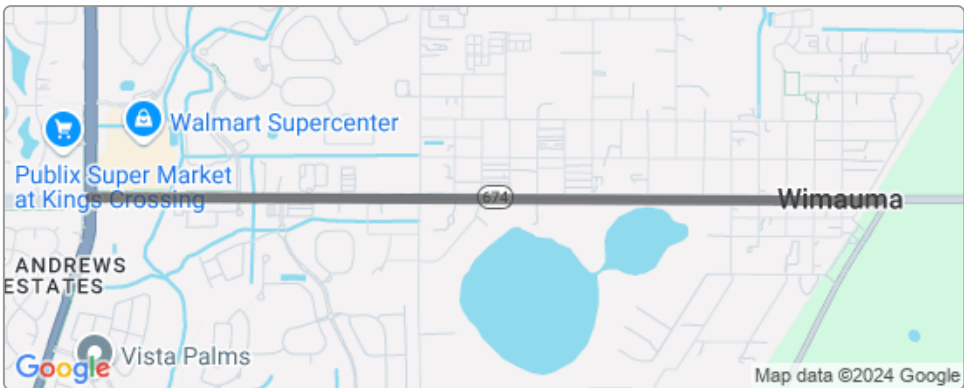 Walmart Supercenter
Publix Super Market
at Kings Crossing
674
Wimauma
ANDREWS
ESTATES
Vista Palms
Google
Map data ©2024 Google